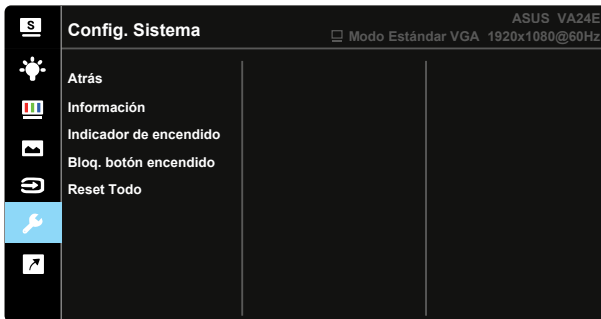 S
Config. Sistema
ASUS VA24E
Modo Estándar VGA 1920x1080@60Hz
Atrás
Información
Indicador de encendido
Bloq. botón encendido
Reset Todo